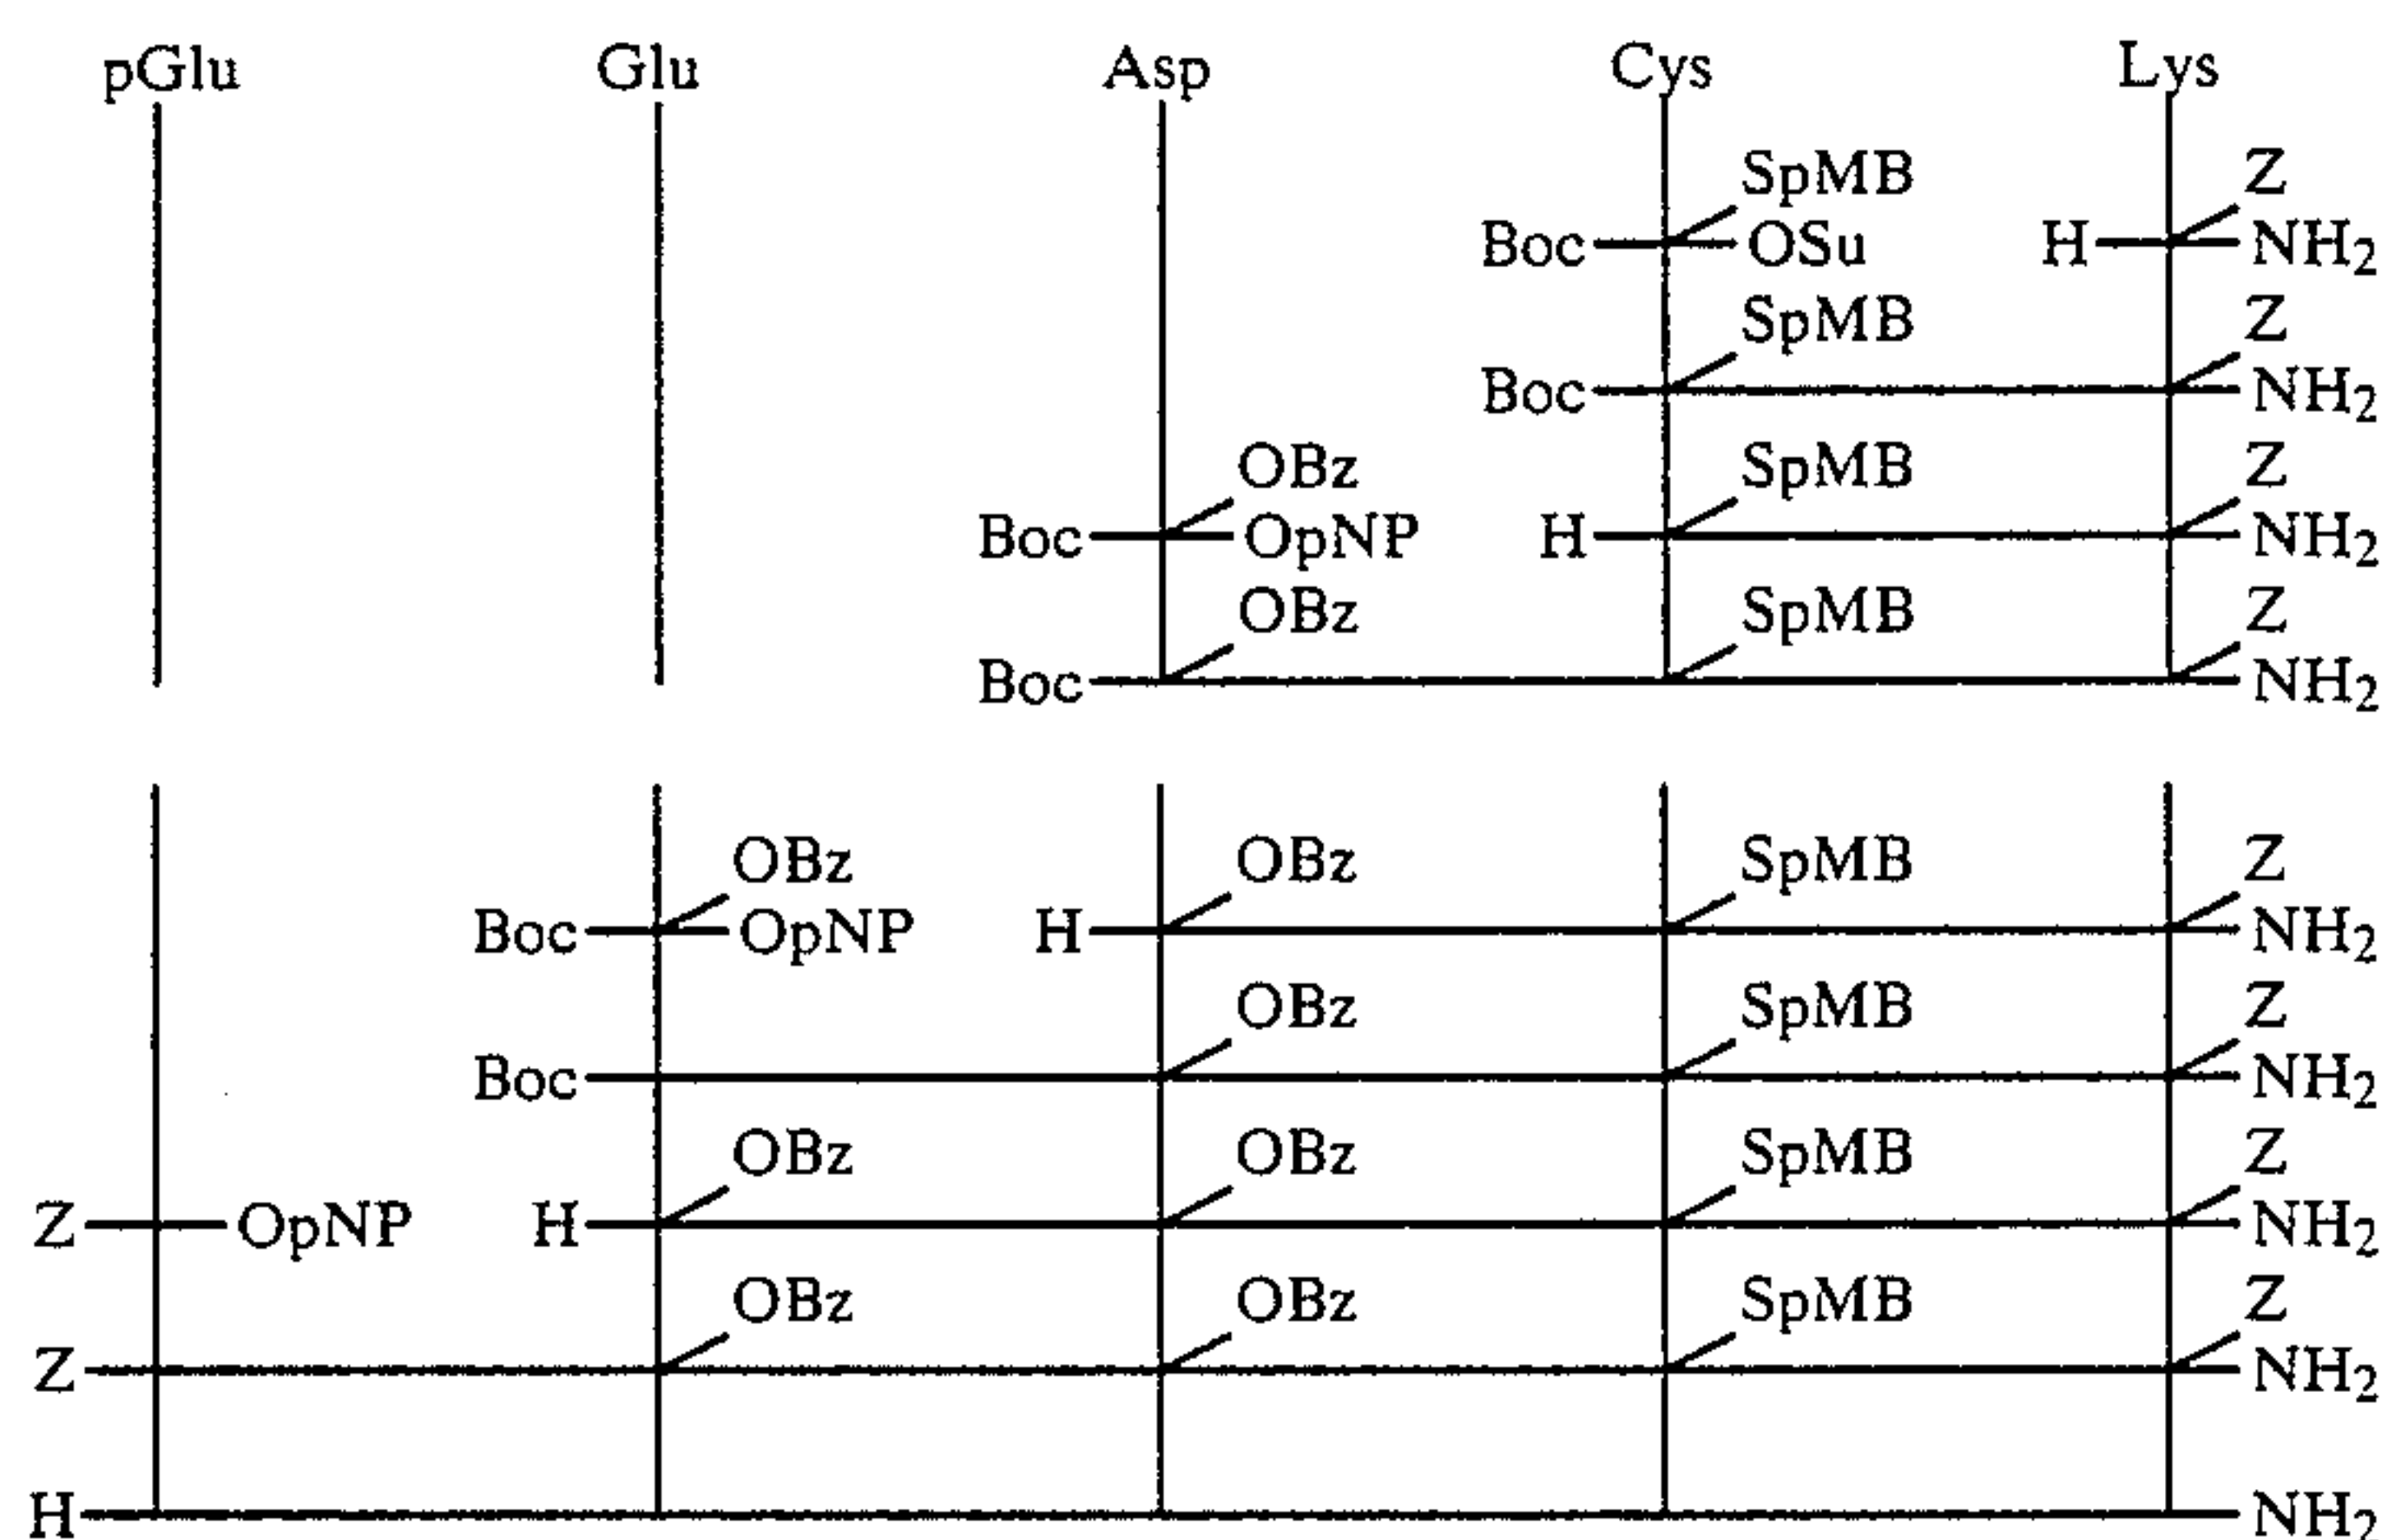 pGlu Glu Asp Cys Lys
SpMB Z
Boc OSu H NH2
SpMB Z
Boc NH2
OBz SpMB Z
Boc OpNP H NH2
OBz SpMB Z
Boc NH2
OBz OBz SpMB Z
Boc OpNP H NH2
OBz SpMB Z
Boc NH2
OBz OBz SpMB Z
Z OpNP H NH2
OBz OBz SpMB Z
Z NH2
H NH2